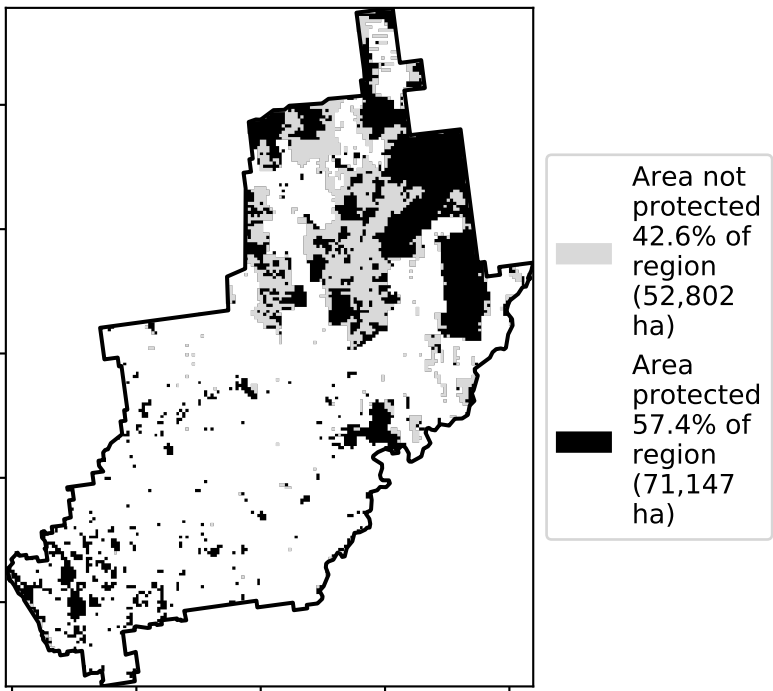 Area not
protected
42.6% of
region
(52,802
ha)
Area
protected
57.4% of
region
(71,147
ha)